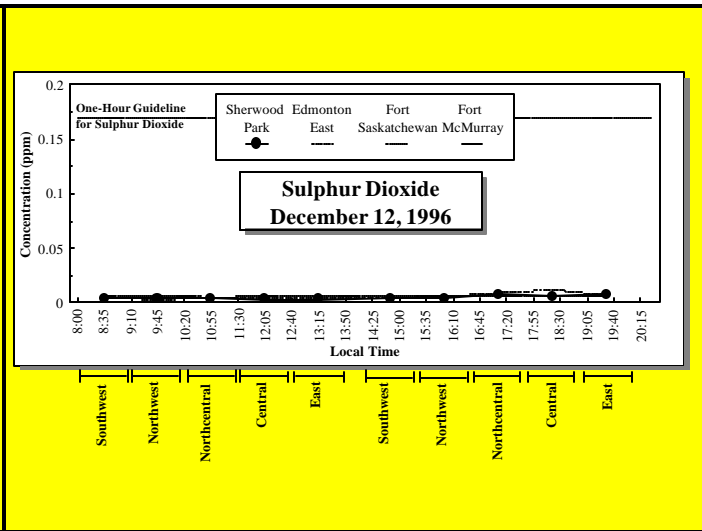 0.2
One-Hour Guideline
for Sulphur Dioxide
Sherwood Edmonton Fort Fort
Park East Saskatchewan McMurray
0.15
0.1
0.05
0
Concentration (ppm)
Sulphur Dioxide
December 12, 1996
8:00 8:35 9:10 9:45 10:20 10:55 11:30 12:05 12:40 13:15 13:50 14:25 15:00 15:35 16:10 16:45 17:20 17:55 18:30 19:05 19:40 20:15
Local Time
Southwest Northwest Northcentral Central East Southwest Northwest Northcentral Central East